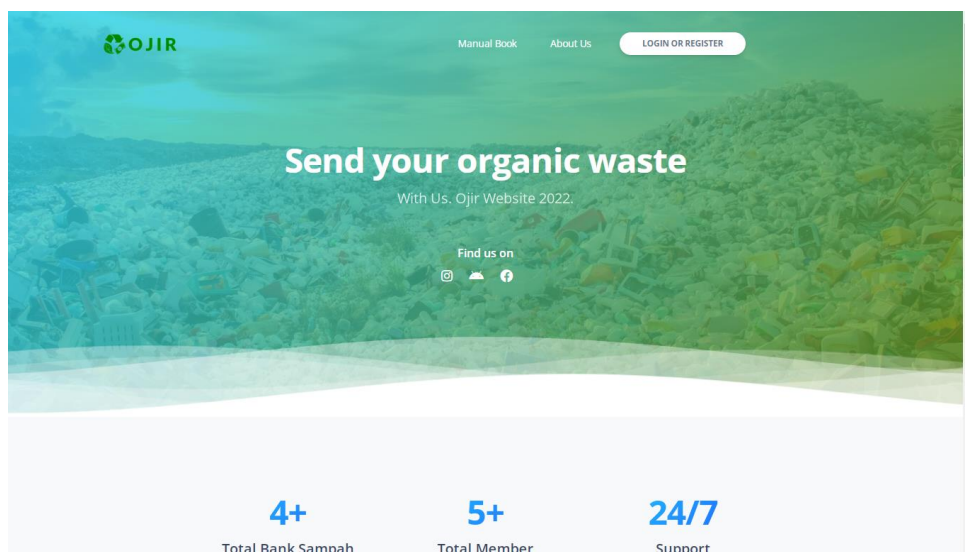 OJIR
Manual Book
About Us
LOGIN OR REGISTER
Send your organic waste
With Us. Ojir Website 2022.
Find us on
4+
5+
24/7
Total Bank Sampah
Total Member
Support